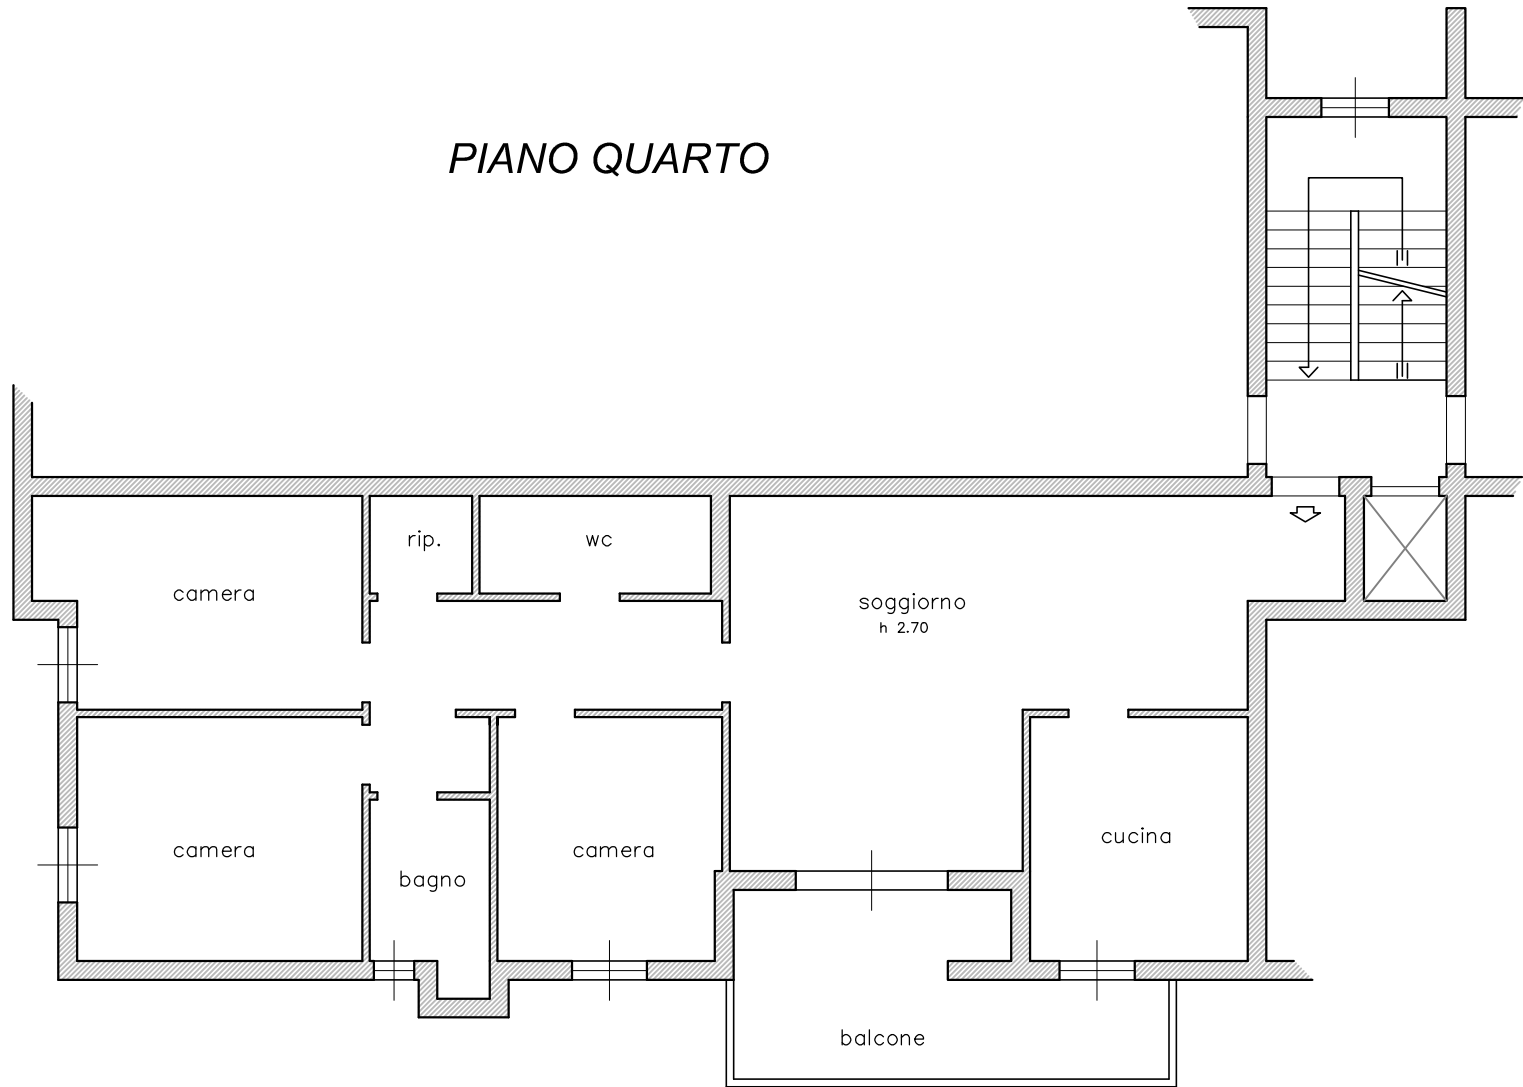 PIANO QUARTO
rip.
wc
camera
soggiorno
h 2.70
cucina
camera
camera
bagno
balcone